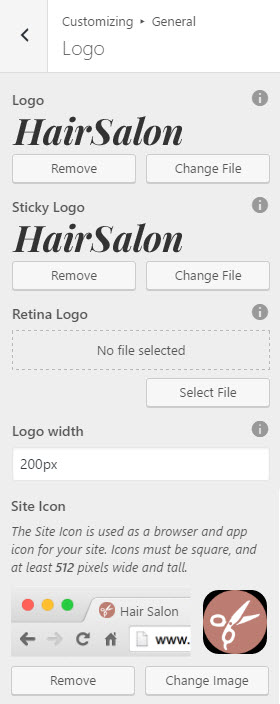 Customizing ▸ General
Logo
Logo
HairSalon
Remove
Change File
Sticky Logo
HairSalon
Remove
Change File
Retina Logo
No file selected
Select File
Logo width
200px
Site Icon
The Site Icon is used as a browser and app
icon for your site. Icons must be square, and
at least 512 pixels wide and tall.
Hair Salon
www.
Remove
Change Image